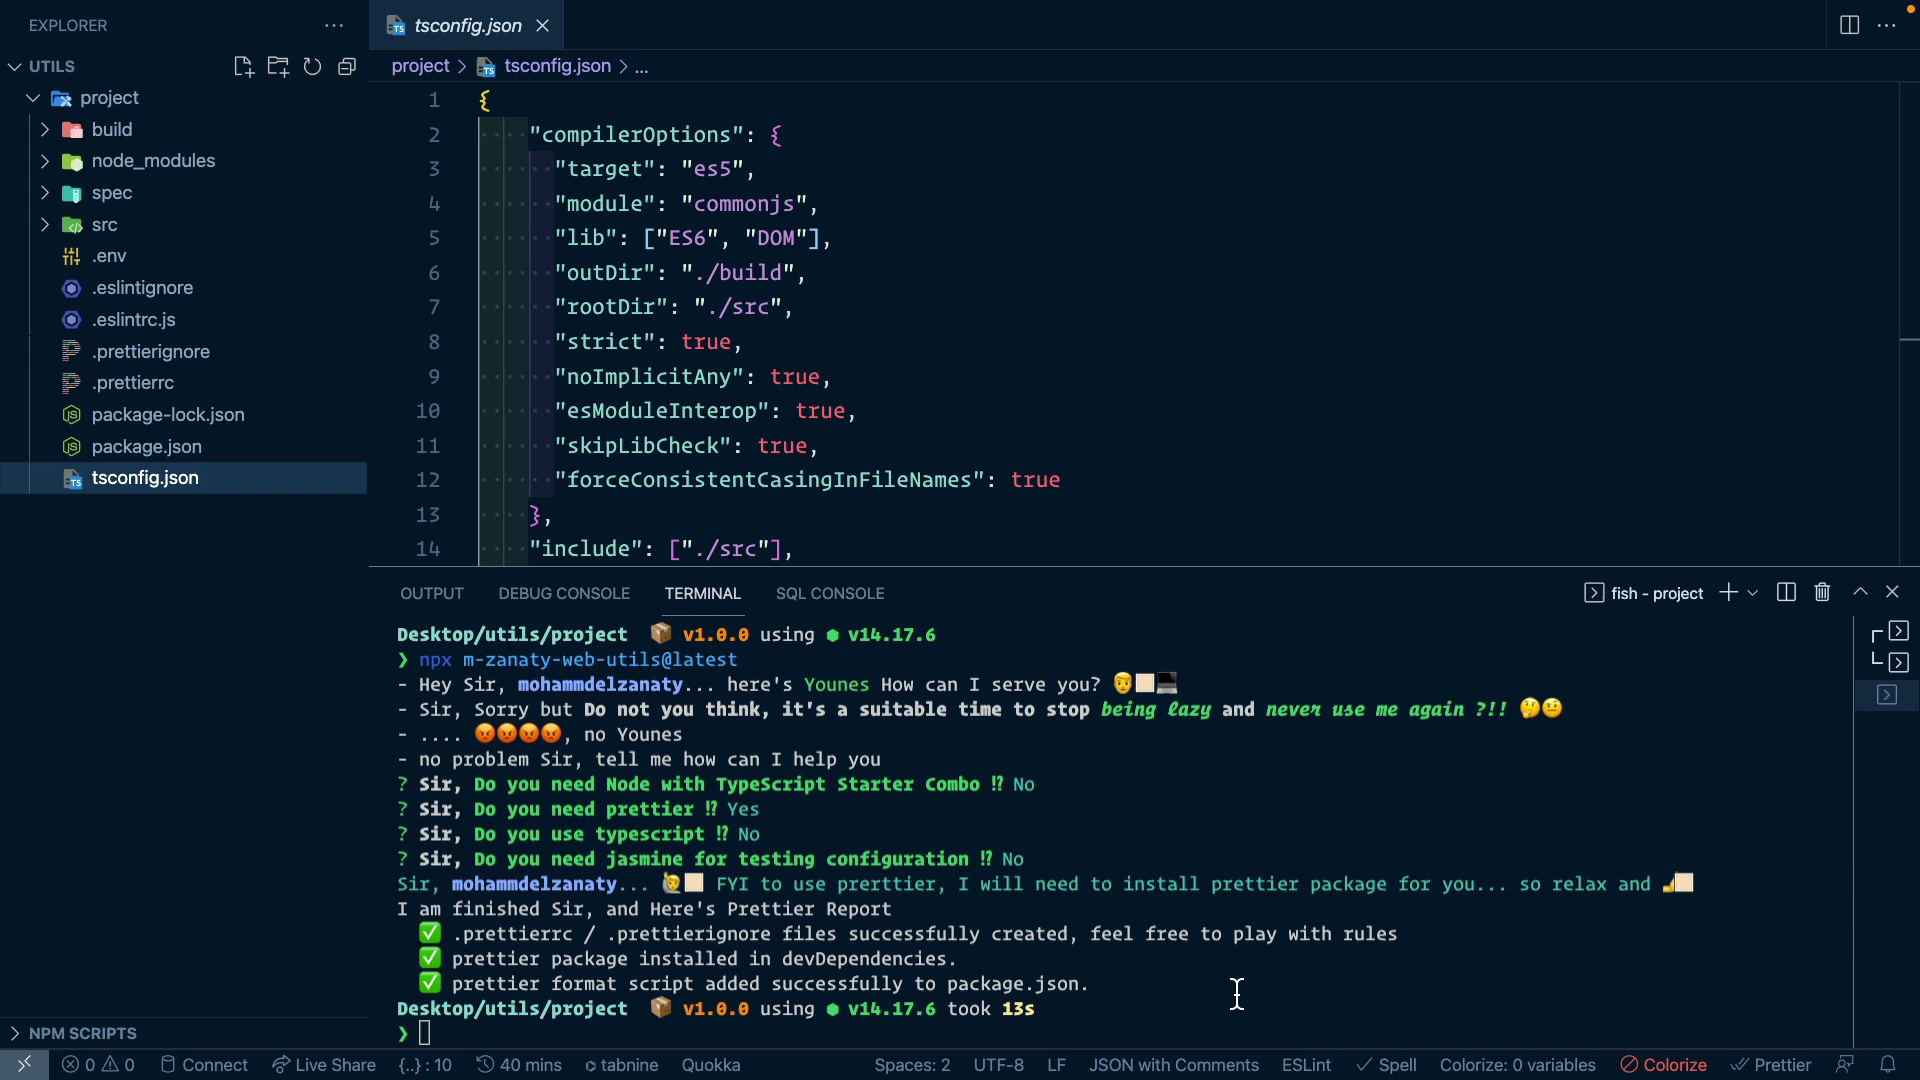 EXPLORER
UTILS
project
build
node_modules
spec
src
.env
.eslintignore
.eslintrc.js
.prettierignore
.prettierrc
package-lock.json
package.json
tsconfig.json
NPM SCRIPTS
tsconfig.json
project > tsconfig.json > ...
1 {
2 "compilerOptions": {
3 "target": "es5",
4 "module": "commonjs",
5 "lib": ["ES6", "DOM"],
6 "outDir": "./build",
7 "rootDir": "./src",
8 "strict": true,
9 "noImplicitAny": true,
10 "esModuleInterop": true,
11 "skipLibCheck": true,
12 "forceConsistentCasingInFileNames": true
13 },
14 "include": ["./src"],
OUTPUT DEBUG CONSOLE TERMINAL SQL CONSOLE fish - project
Desktop/utils/project 📦 v1.0.0 using ⬢ v14.17.6
❯ npx m-zanaty-web-utils@latest
- Hey Sir, mohammdelzanaty... here's Younes How can I serve you? 👨🏻💻
- Sir, Sorry but Do not you think, it's a suitable time to stop being lazy and never use me again ?!! 🤔🤨
- .... 😡😡😡😡, no Younes
- no problem Sir, tell me how can I help you
? Sir, Do you need Node with TypeScript Starter Combo ⁉ No
? Sir, Do you need prettier ⁉ Yes
? Sir, Do you use typescript ⁉ No
? Sir, Do you need jasmine for testing configuration ⁉ No
Sir, mohammdelzanaty... 🙋🏻 FYI to use prerttier, I will need to install prettier package for you... so relax and
I am finished Sir, and Here's Prettier Report
✅ .prettierrc / .prettierignore files successfully created, feel free to play with rules
✅ prettier package installed in devDependencies.
✅ prettier format script added successfully to package.json.
Desktop/utils/project 📦 v1.0.0 using ⬢ v14.17.6 took 13s
❯
0 0 Connect Live Share {..} : 10 40 mins tabnine Quokka Spaces: 2 UTF-8 LF JSON with Comments ESLint Spell Colorize: 0 variables Colorize Prettier